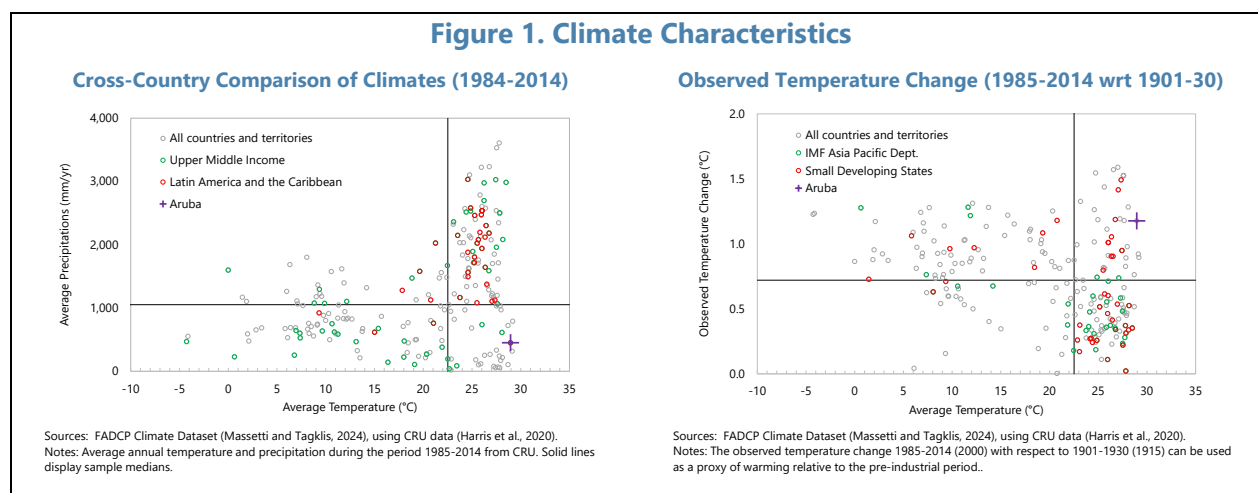 Figure 1. Climate Characteristics
Cross-Country Comparison of Climates (1984-2014)
4,000
3,000
2,000
1,000
0
Average Precipitations (mm/yr)
All countries and territories
Upper Middle Income
Latin America and the Caribbean
Aruba
-10 -5 0 5 10 15 20 25 30 35
Average Temperature (°C)
Sources: FADCP Climate Dataset (Massetti and Tagklis, 2024), using CRU data (Harris et al., 2020).
Notes: Average annual temperature and precipitation during the period 1985-2014 from CRU. Solid lines
display sample medians.
Observed Temperature Change (1985-2014 wrt 1901-30)
2.0
1.5
1.0
0.5
0.0
Observed Temperature Change (°C)
All countries and territories
IMF Asia Pacific Dept.
Small Developing States
Aruba
-10 -5 0 5 10 15 20 25 30 35
Average Temperature (°C)
Sources: FADCP Climate Dataset (Massetti and Tagklis, 2024), using CRU data (Harris et al., 2020).
Notes: The observed temperature change 1985-2014 (2000) with respect to 1901-1930 (1915) can be used
as a proxy of warming relative to the pre-industrial period..